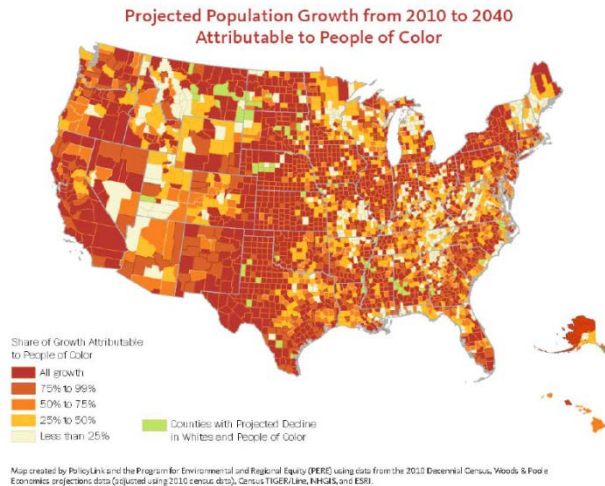 Projected Population Growth from 2010 to 2040
Attributable to People of Color
Share of Growth Attributable
to People of Color
All growth
75% to 99%
50% to 75%
25% to 50%
Less than 25%
Counties with Projected Decline
in Whites and People of Color
Map created by PolicyLink and the Program for Environmental and Regional Equity (PERE) using data from the 2010 Decennial Census, Woods & Poole
Economics projections data (adjusted using 2010 census data), Census TIGER/Line, NHGIS, and ESRI.